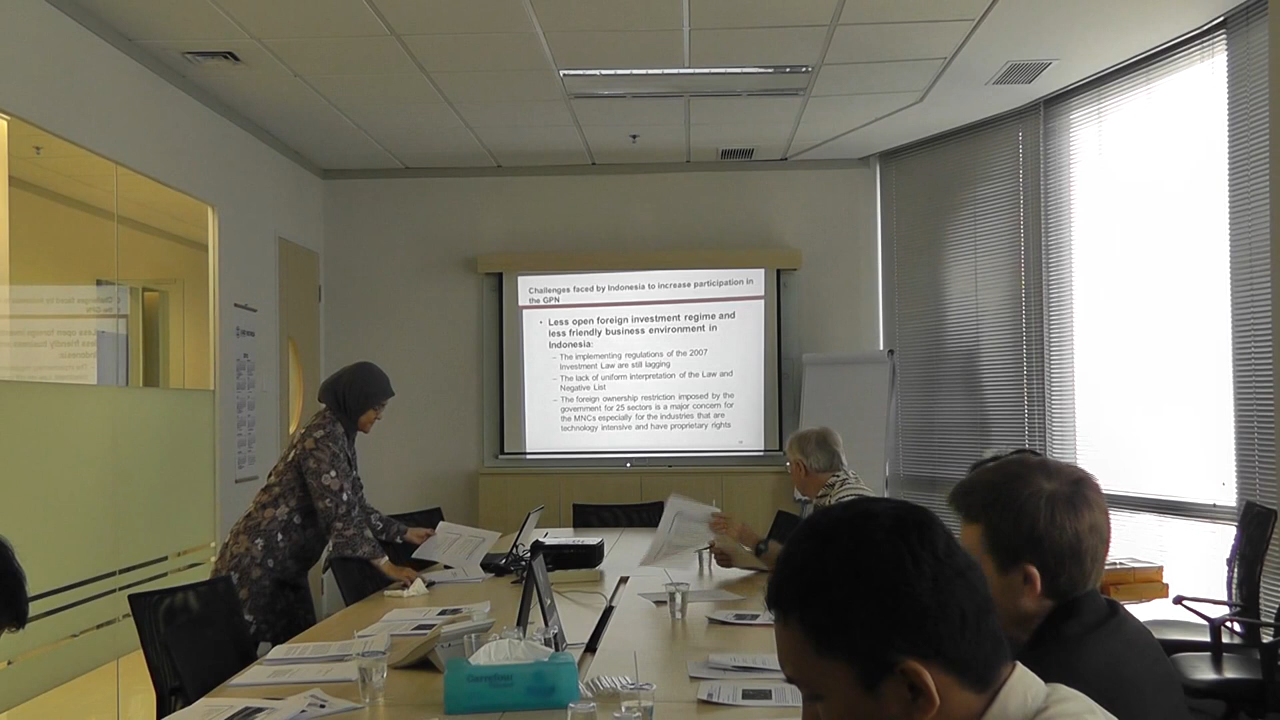 Challenges faced by Indonesia to increase participation in
the GPN
• Less open foreign investment regime and
less friendly business environment in
Indonesia:
– The implementing regulations of the 2007
Investment Law are still lagging
– The lack of uniform interpretation of the Law and
Negative List
– The foreign ownership restriction imposed by the
government for 25 sectors is a major concern for
the MNCs especially for the industries that are
technology intensive and have proprietary rights
Carrefour